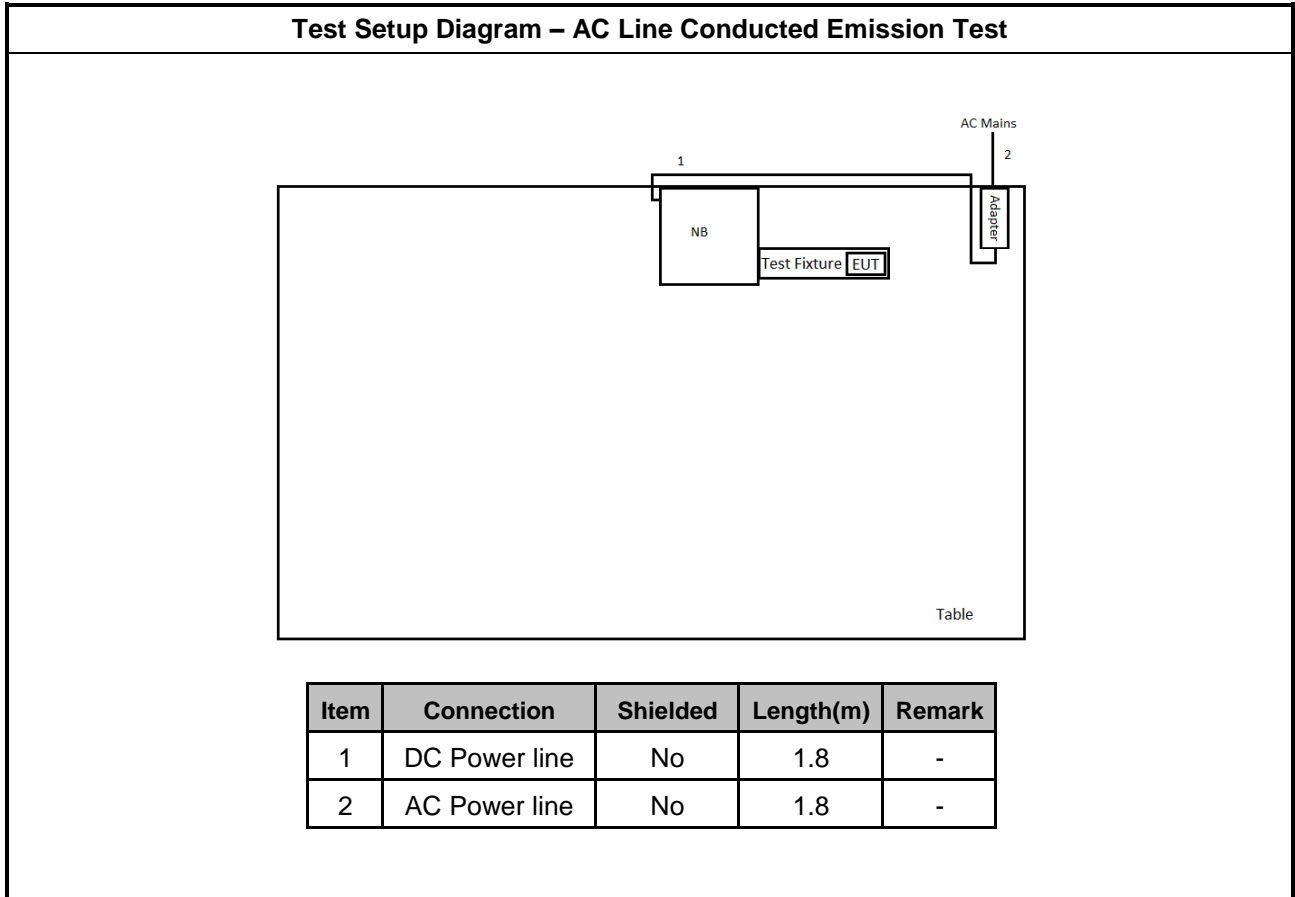 Test Setup Diagram – AC Line Conducted Emission Test
AC Mains
1
2
Adapter
NB
Test Fixture EUT
Table
Item Connection Shielded Length(m) Remark
1 DC Power line No 1.8 -
2 AC Power line No 1.8 -